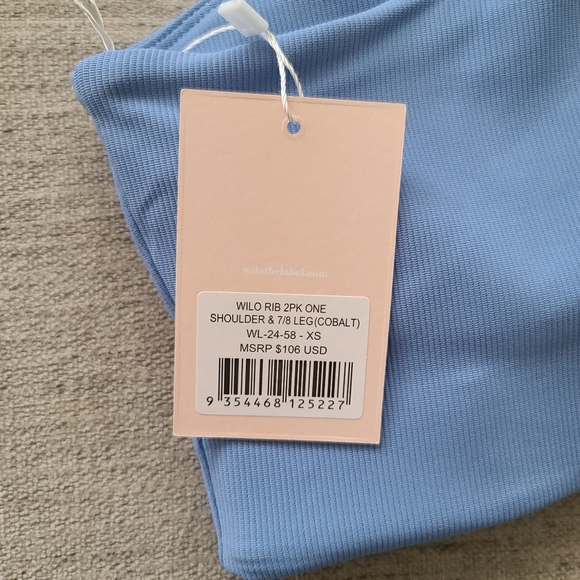 wilothelabel.com
WILO RIB 2PK ONE
SHOULDER & 7/8 LEG(COBALT)
WL-24-58 - XS
MSRP $106 USD
9 354468 125227